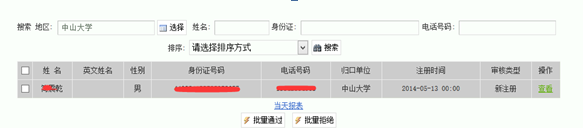 搜索 地区: 中山大学 选择 姓名: 身份证: 电话号码:
排序: 请选择排序方式 搜索
姓 名 英文姓名 性别 身份证号码 电话号码 归口单位 注册时间 审核类型 操作
乾 男 中山大学 2014-05-13 00:00 新注册 查看
当天报表
批量通过 批量拒绝